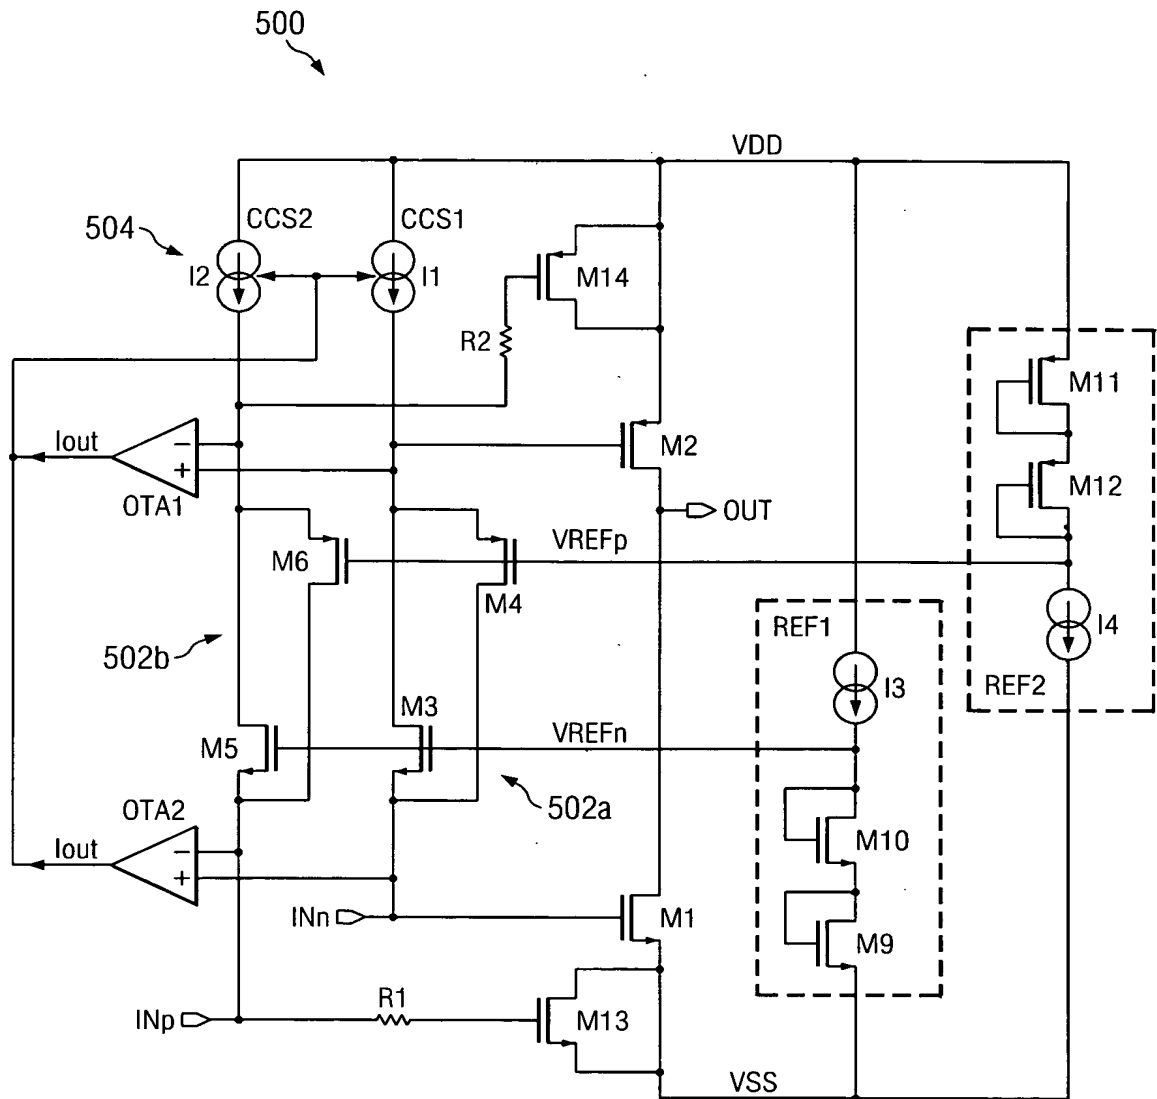 500
VDD
CCS2
CCS1
504
I2
I1
M14
R2
M11
Iout
M2
M12
OTA1
OUT
VREFp
M6
M4
I4
REF1
502b
I3
REF2
M3
VREFn
M5
502a
OTA2
M10
Iout
INn
M1
M9
R1
INp
M13
VSS
− +
− +